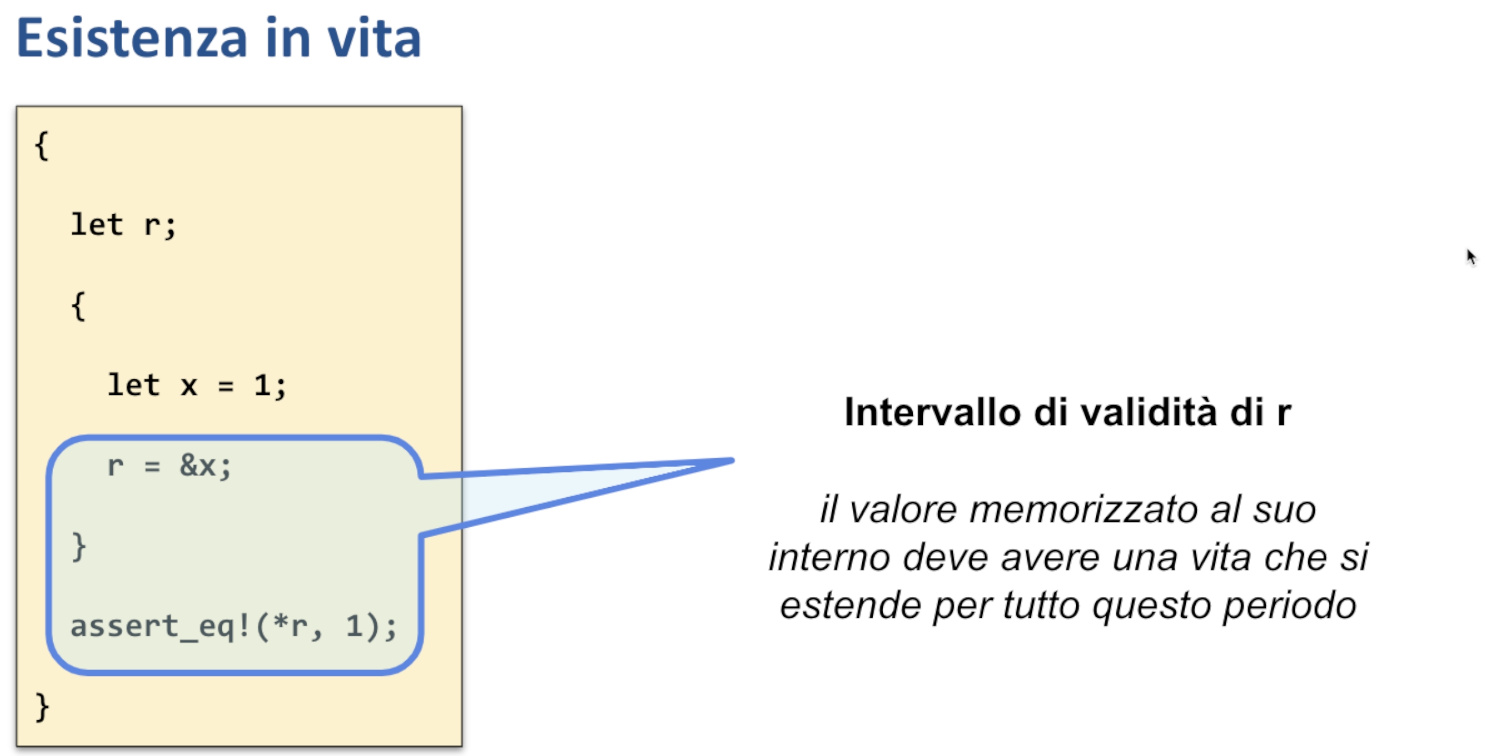 Esistenza in vita
{
let r;
{
let x = 1;
r = &x;
}
assert_eq!(*r, 1);
}
Intervallo di validità di r
il valore memorizzato al suo
interno deve avere una vita che si
estende per tutto questo periodo